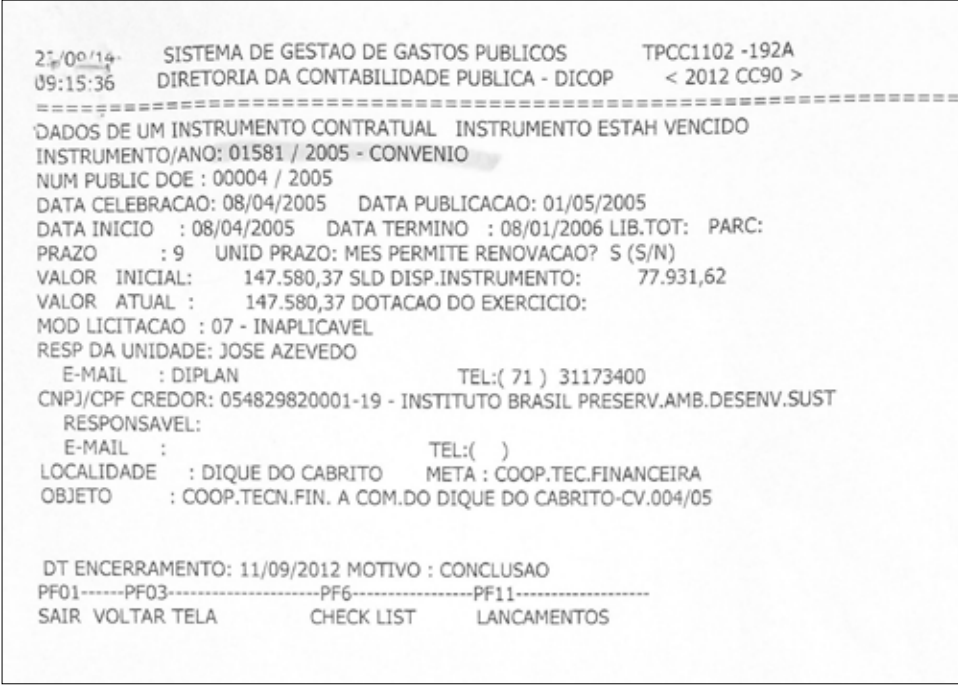 SISTEMA DE GESTAO DE GASTOS PUBLICOS TPCC1102 -192A
09:15:36 DIRETORIA DA CONTABILIDADE PUBLICA - DICOP < 2012 CC90 >
DADOS DE UM INSTRUMENTO CONTRATUAL INSTRUMENTO ESTAH VENCIDO
INSTRUMENTO/ANO: 01581 / 2005 - CONVENIO
NUM PUBLIC DOE : 00004 / 2005
DATA CELEBRACAO: 08/04/2005 DATA PUBLICACAO: 01/05/2005
DATA INICIO : 08/04/2005 DATA TERMINO : 08/01/2006 LIB.TOT: PARC:
PRAZO : 9 UNID PRAZO: MES PERMITE RENOVACAO? S (S/N)
VALOR INICIAL: 147.580,37 SLD DISP.INSTRUMENTO: 77.931,62
VALOR ATUAL : 147.580,37 DOTACAO DO EXERCICIO:
MOD LICITACAO : 07 - INAPLICAVEL
RESP DA UNIDADE: JOSE AZEVEDO
E-MAIL : DIPLAN TEL:( 71 ) 31173400
CNPJ/CPF CREDOR: 054829820001-19 - INSTITUTO BRASIL PRESERV.AMB.DESENV.SUST
RESPONSAVEL:
E-MAIL : TEL:( )
LOCALIDADE : DIQUE DO CABRITO META : COOP.TEC.FINANCEIRA
OBJETO : COOP.TECN.FIN. A COM.DO DIQUE DO CABRITO-CV.004/05
DT ENCERRAMENTO: 11/09/2012 MOTIVO : CONCLUSAO
PF01------PF03----------------------PF6-----------------PF11-------------------
SAIR VOLTAR TELA CHECK LIST LANCAMENTOS